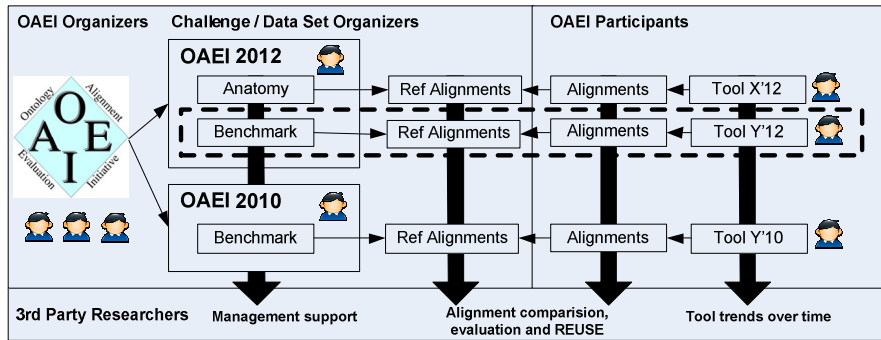 OAEI Organizers
Challenge / Data Set Organizers
OAEI Participants
OAEI 2012
Anatomy
Ref Alignments
Alignments
Tool X'12
Benchmark
Ref Alignments
Alignments
Tool Y'12
Ontology
Alignment
Evaluation
Initiative
O
A E
I
OAEI 2010
Benchmark
Ref Alignments
Alignments
Tool Y'10
3rd Party Researchers
Management support
Alignment comparision,
evaluation and REUSE
Tool trends over time